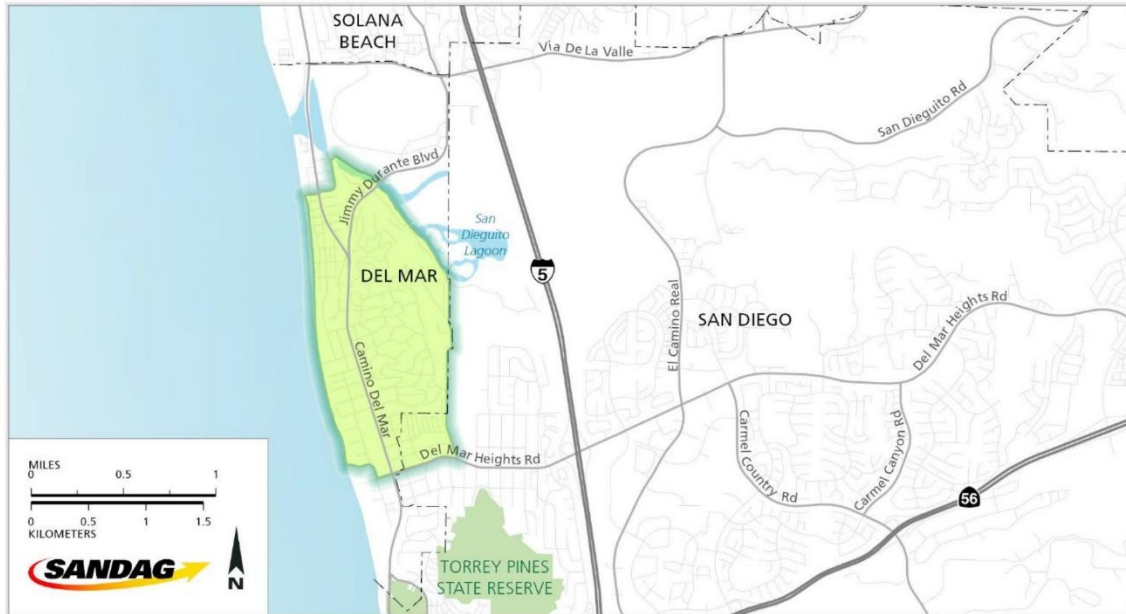 SOLANA
BEACH
Via De La Valle
San Dieguito Rd
Jimmy Durante Blvd
San
Dieguito
Lagoon
DEL MAR
5
El Camino Real
SAN DIEGO
Del Mar Heights Rd
Camino Del Mar
Del Mar Heights Rd
Carmel Country Rd
Carmel Canyon Rd
56
TORREY PINES
STATE RESERVE
MILES
0 0.5 1
0 0.5 1 1.5
KILOMETERS
SANDAG
N